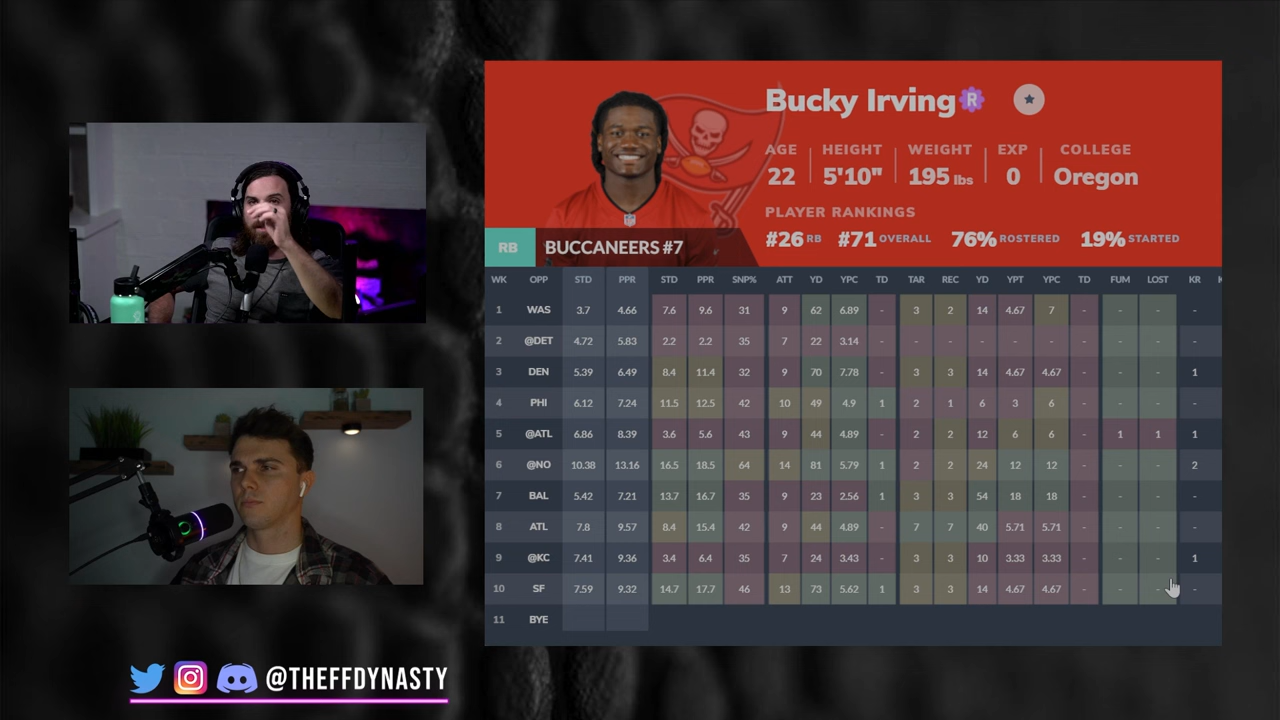 Bucky Irving R
AGE HEIGHT WEIGHT EXP COLLEGE
22 5'10" 195 lbs 0 Oregon
PLAYER RANKINGS
#26 RB #71 OVERALL 76% ROSTERED 19% STARTED
RB BUCCANEERS #7
WK OPP STD PPR STD PPR SNP% ATT YD YPC TD TAR REC YD YPT YPC TD FUM LOST KR
1 WAS 3.7 4.66 7.6 9.6 31 9 62 6.89 - 3 2 14 4.67 7 - - - -
2 @DET 4.72 5.83 2.2 2.2 35 7 22 3.14 - - - - - - - - - -
3 DEN 5.39 6.49 8.4 11.4 32 9 70 7.78 - 3 3 14 4.67 4.67 - - - 1
4 PHI 6.12 7.24 11.5 12.5 42 10 49 4.9 1 2 1 6 3 6 - - - -
5 @ATL 6.86 8.39 3.6 5.6 43 9 44 4.89 - 2 2 12 6 6 - 1 1 1
6 @NO 10.38 13.16 16.5 18.5 64 14 81 5.79 1 2 2 24 12 12 - - - 2
7 BAL 5.42 7.21 13.7 16.7 35 9 23 2.56 1 3 3 54 18 18 - - - -
8 ATL 7.8 9.57 8.4 15.4 42 9 44 4.89 - 7 7 40 5.71 5.71 - - - -
9 @KC 7.41 9.36 3.4 6.4 35 7 24 3.43 - 3 3 10 3.33 3.33 - - - 1
10 SF 7.59 9.32 14.7 17.7 46 13 73 5.62 1 3 3 14 4.67 4.67 - - - -
11 BYE
@THEFFDYNASTY